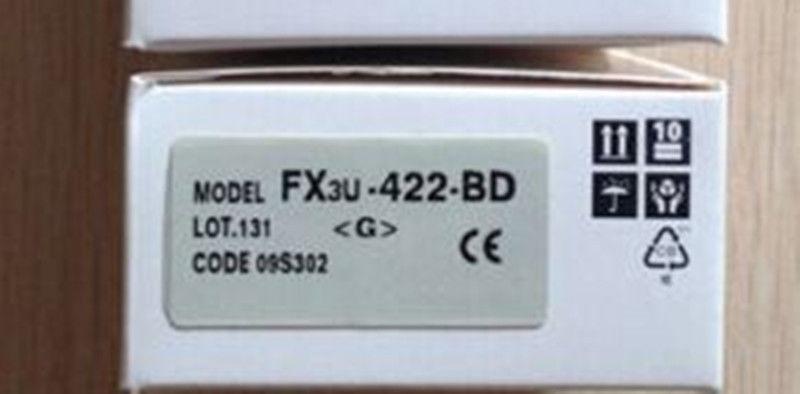 MODEL FX3U-422-BD
LOT.131 <G>
CE
CODE 09S302
10